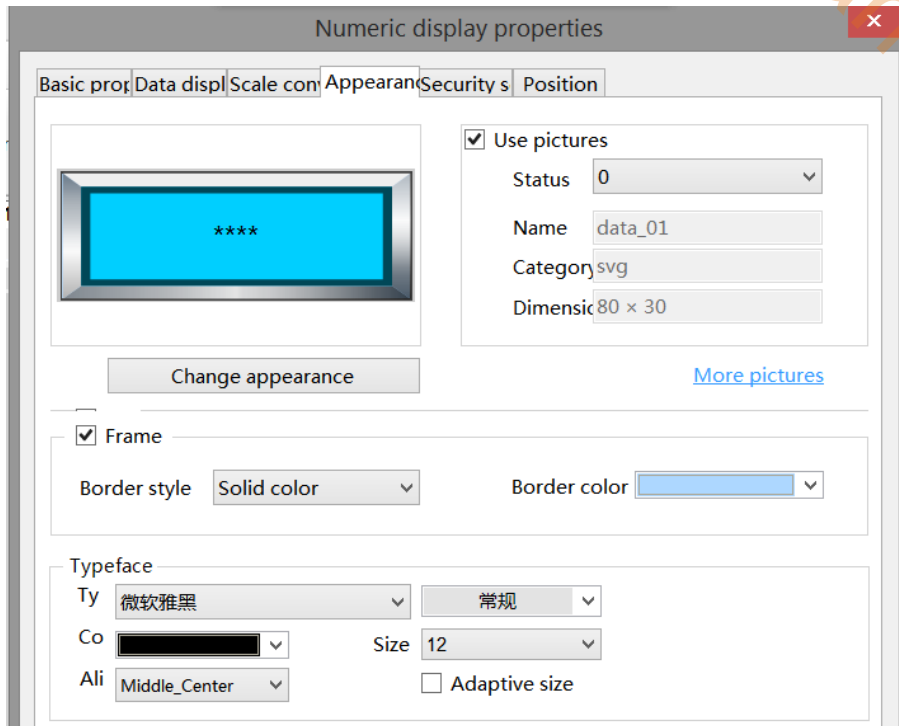 Numeric display properties
Basic prop Data displ Scale conv Appearanc Security s Position
****
Use pictures
Status 0
Name data_01
Category svg
Dimensic 80 × 30
Change appearance
More pictures
Frame
Border style Solid color
Border color
Typeface
Ty 微软雅黑 常规
Co
Size 12
Ali Middle_Center
Adaptive size